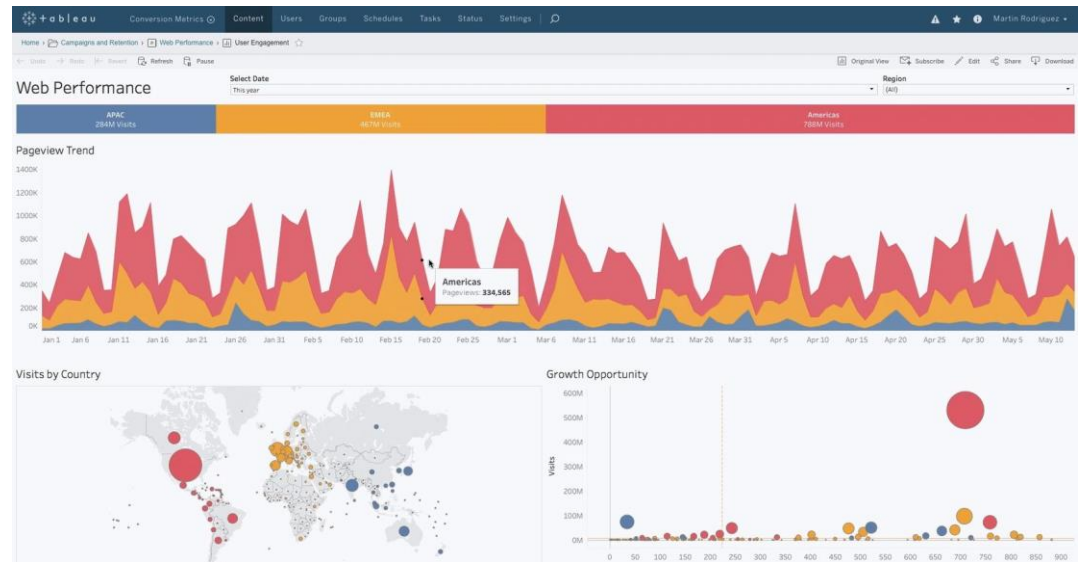 + a b l e a u Conversion Metrics Content Users Groups Schedules Tasks Status Settings Martin Rodriguez
Home › Campaigns and Retention › Web Performance › User Engagement
Undo Redo Revert Refresh Pause Original View Subscribe Edit Share Download
Web Performance
Select Date
This year
Region
(All)
APAC
284M Visits
EMEA
467M Visits
Americas
788M Visits
Pageview Trend
1400K
1200K
1000K
800K
600K
400K
200K
0K
Americas
Pageviews: 334,565
Jan 1 Jan 6 Jan 11 Jan 16 Jan 21 Jan 26 Jan 31 Feb 5 Feb 10 Feb 15 Feb 20 Feb 25 Mar 1 Mar 6 Mar 11 Mar 16 Mar 21 Mar 26 Mar 31 Apr 5 Apr 10 Apr 15 Apr 20 Apr 25 Apr 30 May 5 May 10
Visits by Country
Growth Opportunity
600M
500M
400M
300M
200M
100M
0M
Visits
0 50 100 150 200 250 300 350 400 450 500 550 600 650 700 750 800 850 900